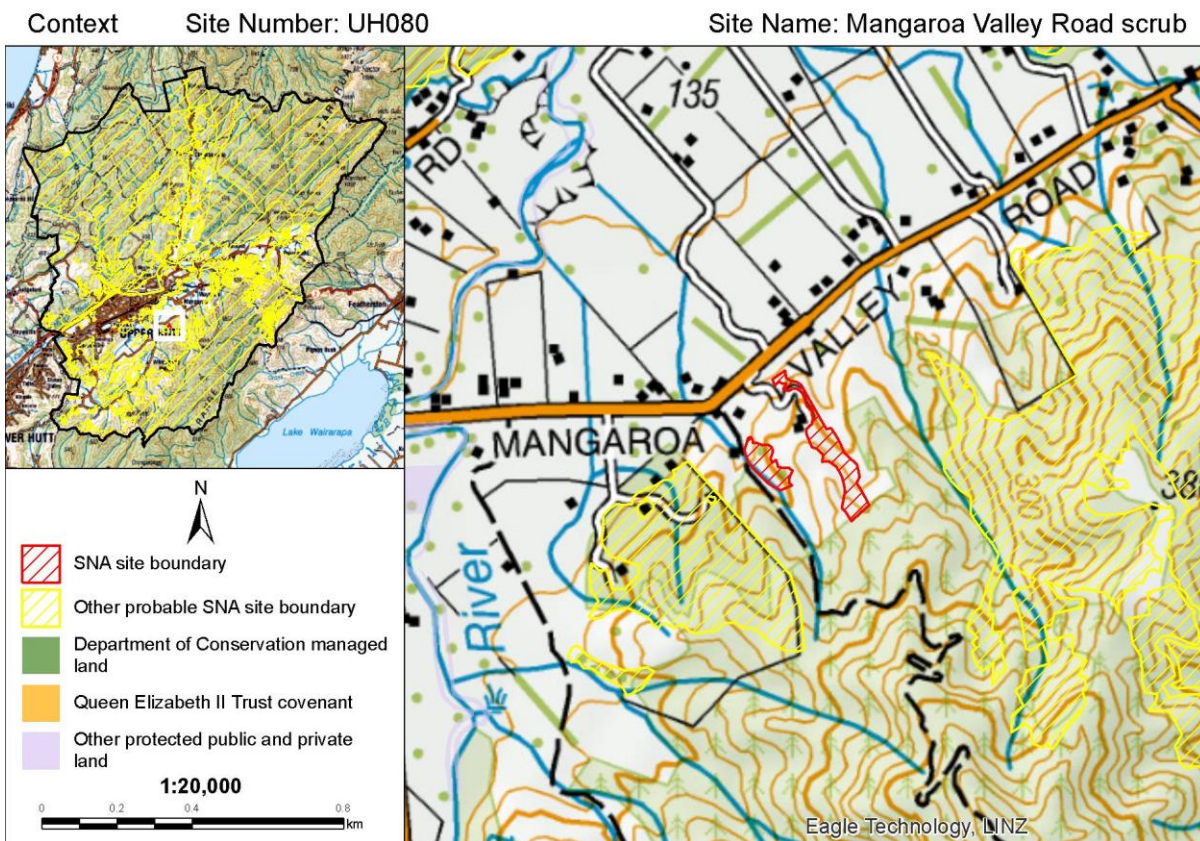 Context Site Number: UH080 Site Name: Mangaroa Valley Road scrub
UPPER HUTT
Featherston
Lake Wairarapa
135
RD
ROAD
VALLEY
MANGAROA
300
River
N
SNA site boundary
Other probable SNA site boundary
Department of Conservation managed
land
Queen Elizabeth II Trust covenant
Other protected public and private
land
1:20,000
0 0.2 0.4 0.8
km
Eagle Technology, LINZ